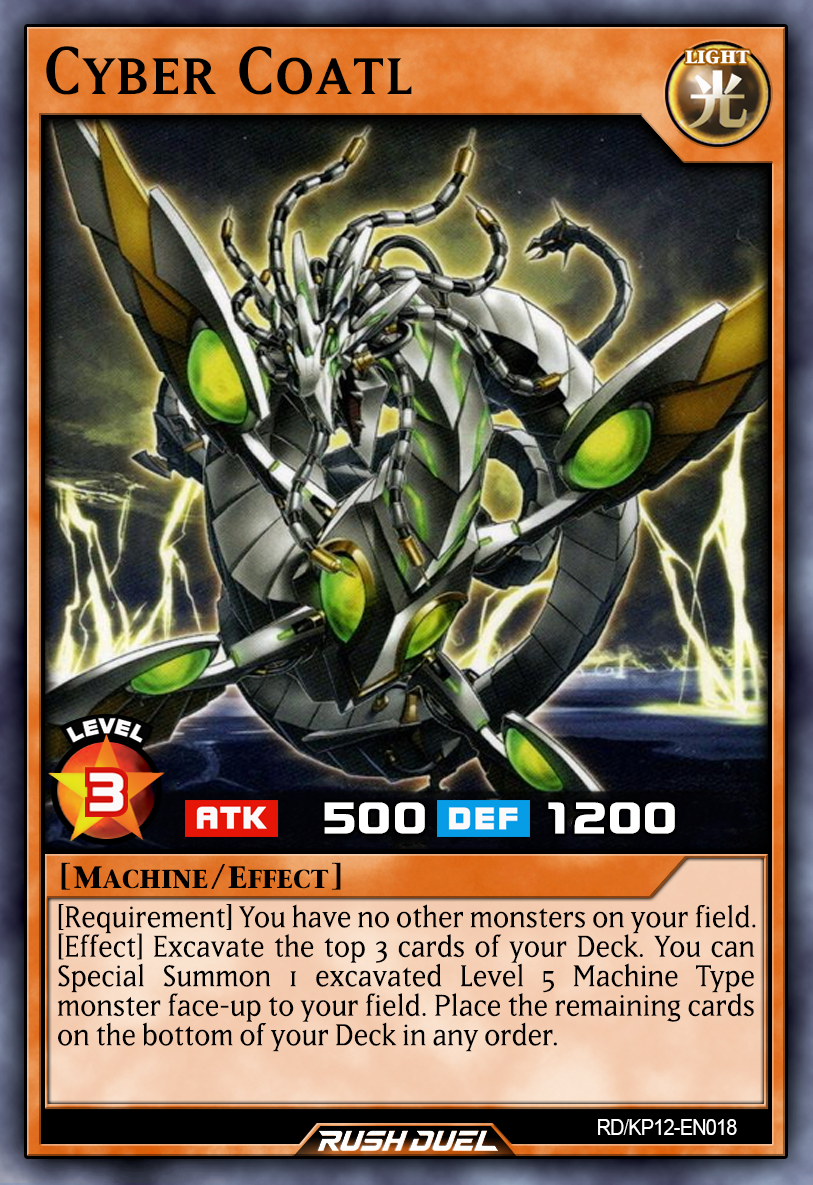 Cyber Coatl
LIGHT
光
LEVEL
3
ATK 500 DEF 1200
[Machine/Effect]
[Requirement] You have no other monsters on your field.
[Effect] Excavate the top 3 cards of your Deck. You can
Special Summon 1 excavated Level 5 Machine Type
monster face-up to your field. Place the remaining cards
on the bottom of your Deck in any order.
RUSH DUEL
RD/KP12-EN018